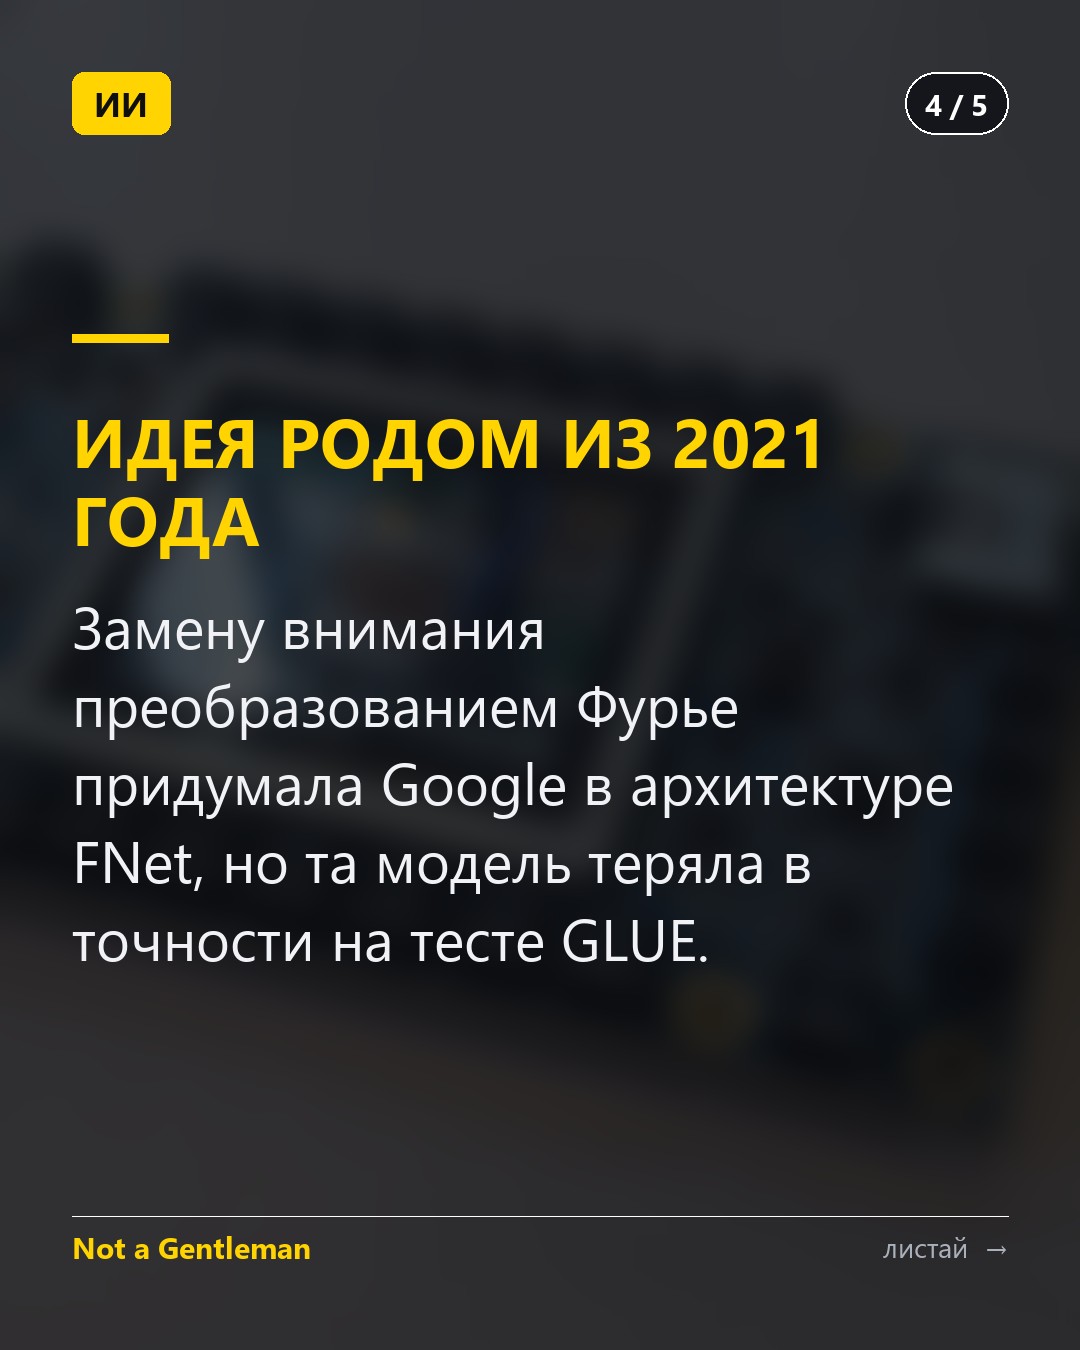 ИИ
4 / 5
ИДЕЯ РОДОМ ИЗ 2021
ГОДА
Замену внимания
преобразованием Фурье
придумала Google в архитектуре
FNet, но та модель теряла в
точности на тесте GLUE.
Not a Gentleman
листай →